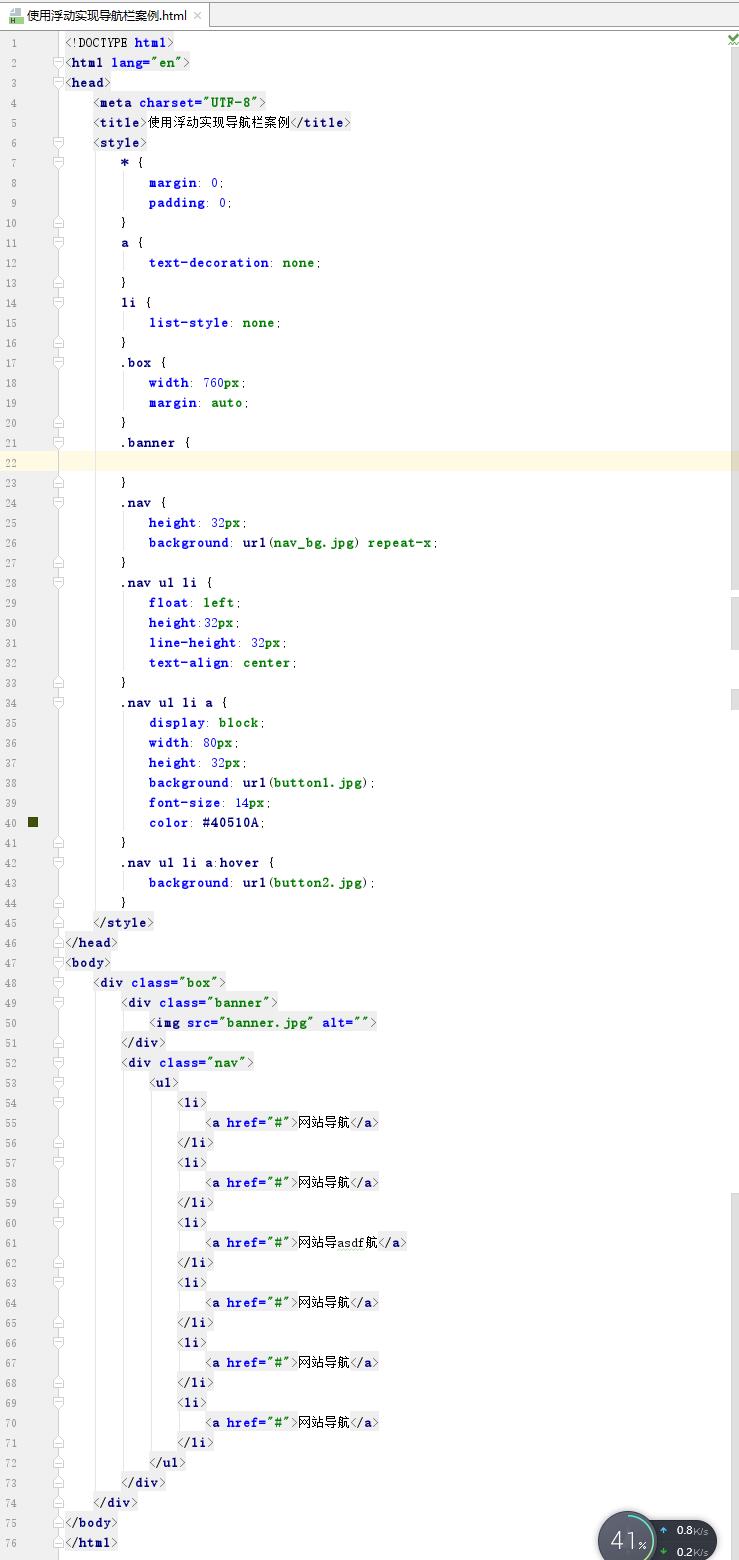 使用浮动实现导航栏案例.html
1 <!DOCTYPE html>
2 <html lang="en">
3 <head>
4 <meta charset="UTF-8">
5 <title>使用浮动实现导航栏案例</title>
6 <style>
7 * {
8 margin: 0;
9 padding: 0;
10 }
11 a {
12 text-decoration: none;
13 }
14 li {
15 list-style: none;
16 }
17 .box {
18 width: 760px;
19 margin: auto;
20 }
21 .banner {
22
23 }
24 .nav {
25 height: 32px;
26 background: url(nav_bg.jpg) repeat-x;
27 }
28 .nav ul li {
29 float: left;
30 height:32px;
31 line-height: 32px;
32 text-align: center;
33 }
34 .nav ul li a {
35 display: block;
36 width: 80px;
37 height: 32px;
38 background: url(button1.jpg);
39 font-size: 14px;
40 color: #40510A;
41 }
42 .nav ul li a:hover {
43 background: url(button2.jpg);
44 }
45 </style>
46 </head>
47 <body>
48 <div class="box">
49 <div class="banner">
50 <img src="banner.jpg" alt="">
51 </div>
52 <div class="nav">
53 <ul>
54 <li>
55 <a href="#">网站导航</a>
56 </li>
57 <li>
58 <a href="#">网站导航</a>
59 </li>
60 <li>
61 <a href="#">网站导asdf航</a>
62 </li>
63 <li>
64 <a href="#">网站导航</a>
65 </li>
66 <li>
67 <a href="#">网站导航</a>
68 </li>
69 <li>
70 <a href="#">网站导航</a>
71 </li>
72 </ul>
73 </div>
74 </div>
75 </body>
76 </html>
41%
0.8K/s
0.2K/s